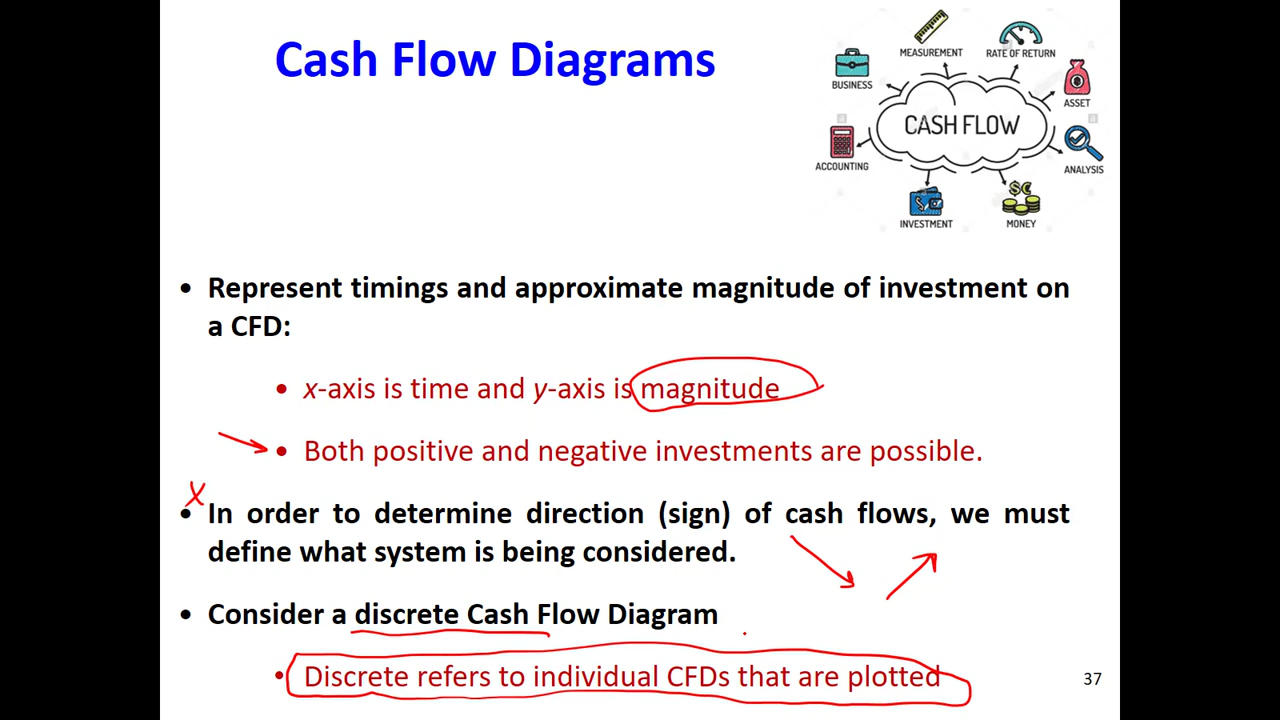 Cash Flow Diagrams
MEASUREMENT
RATE OF RETURN
BUSINESS
ASSET
CASH FLOW
ACCOUNTING
ANALYSIS
INVESTMENT
MONEY
• Represent timings and approximate magnitude of investment on
a CFD:
• x-axis is time and y-axis is magnitude
• Both positive and negative investments are possible.
x
• In order to determine direction (sign) of cash flows, we must
define what system is being considered.
• Consider a discrete Cash Flow Diagram
• Discrete refers to individual CFDs that are plotted
37